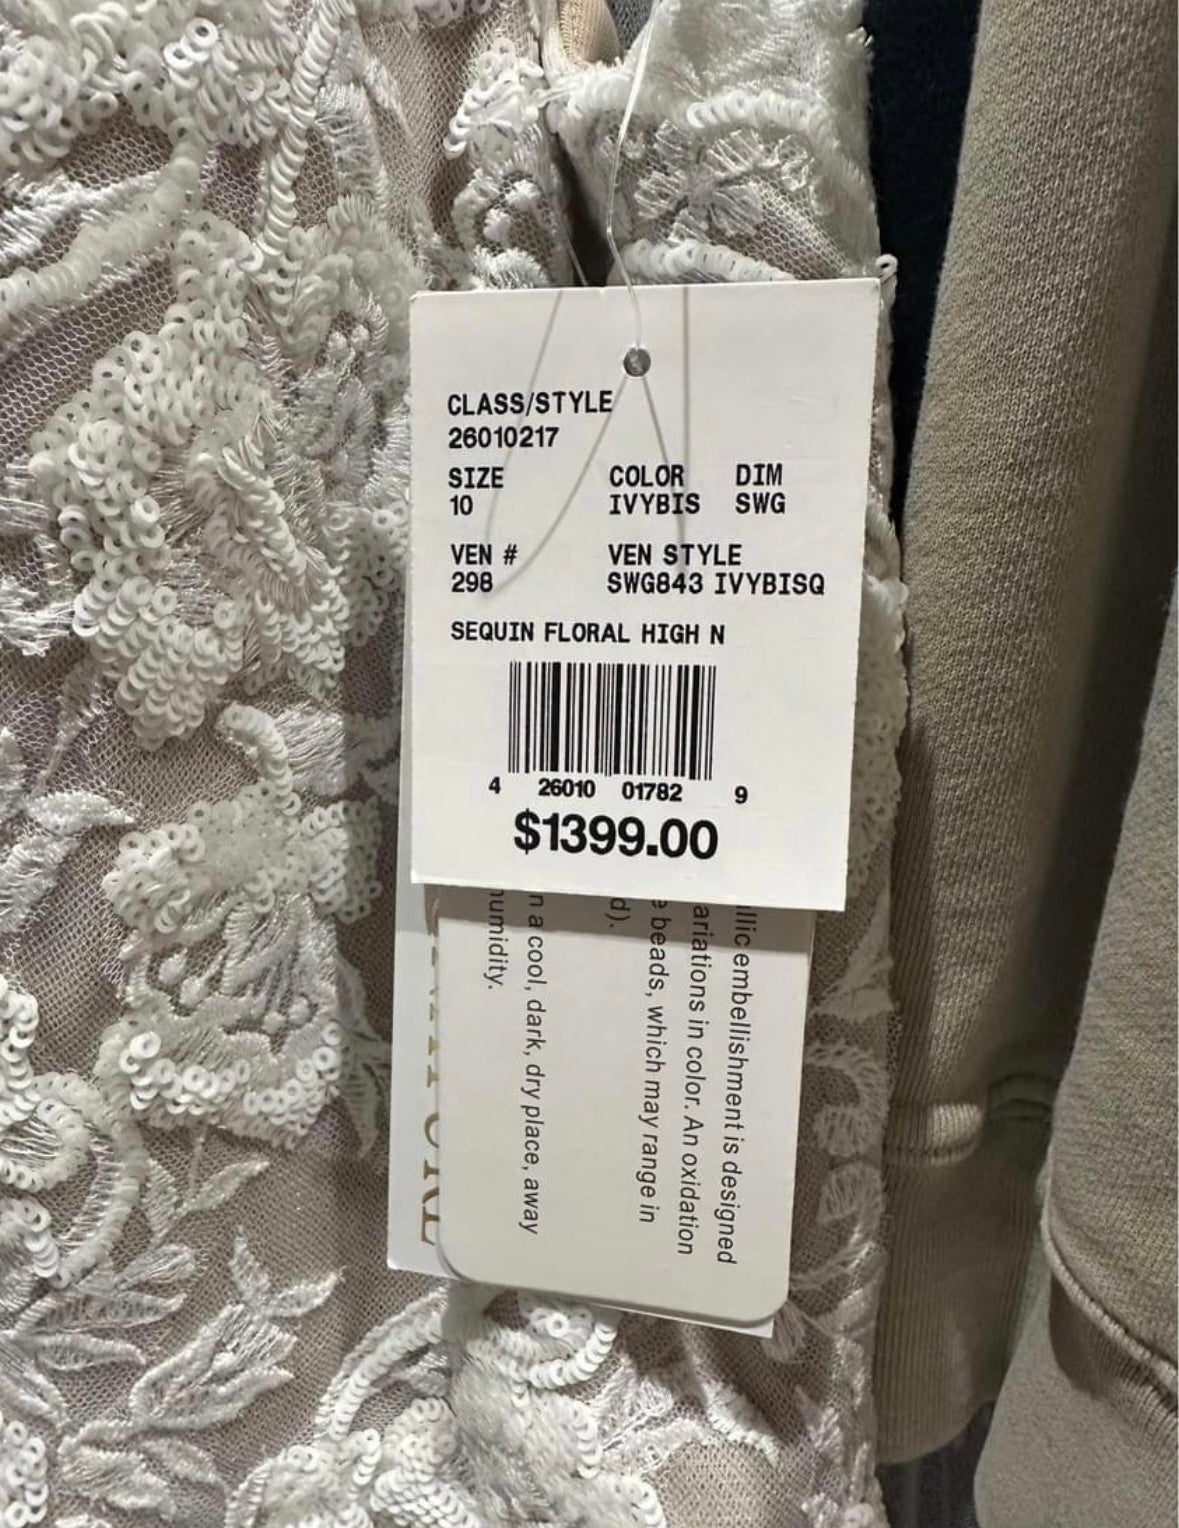 CLASS/STYLE
26010217
SIZE COLOR DIM
10 IVYBIS SWG
VEN # VEN STYLE
298 SWG843 IVYBISQ
SEQUIN FLORAL HIGH N
4 26010 01782 9
$1399.00
embellishment is designed
in color. An oxidation
beads, which may range in
d).
a cool, dark, dry place, away
humidity.